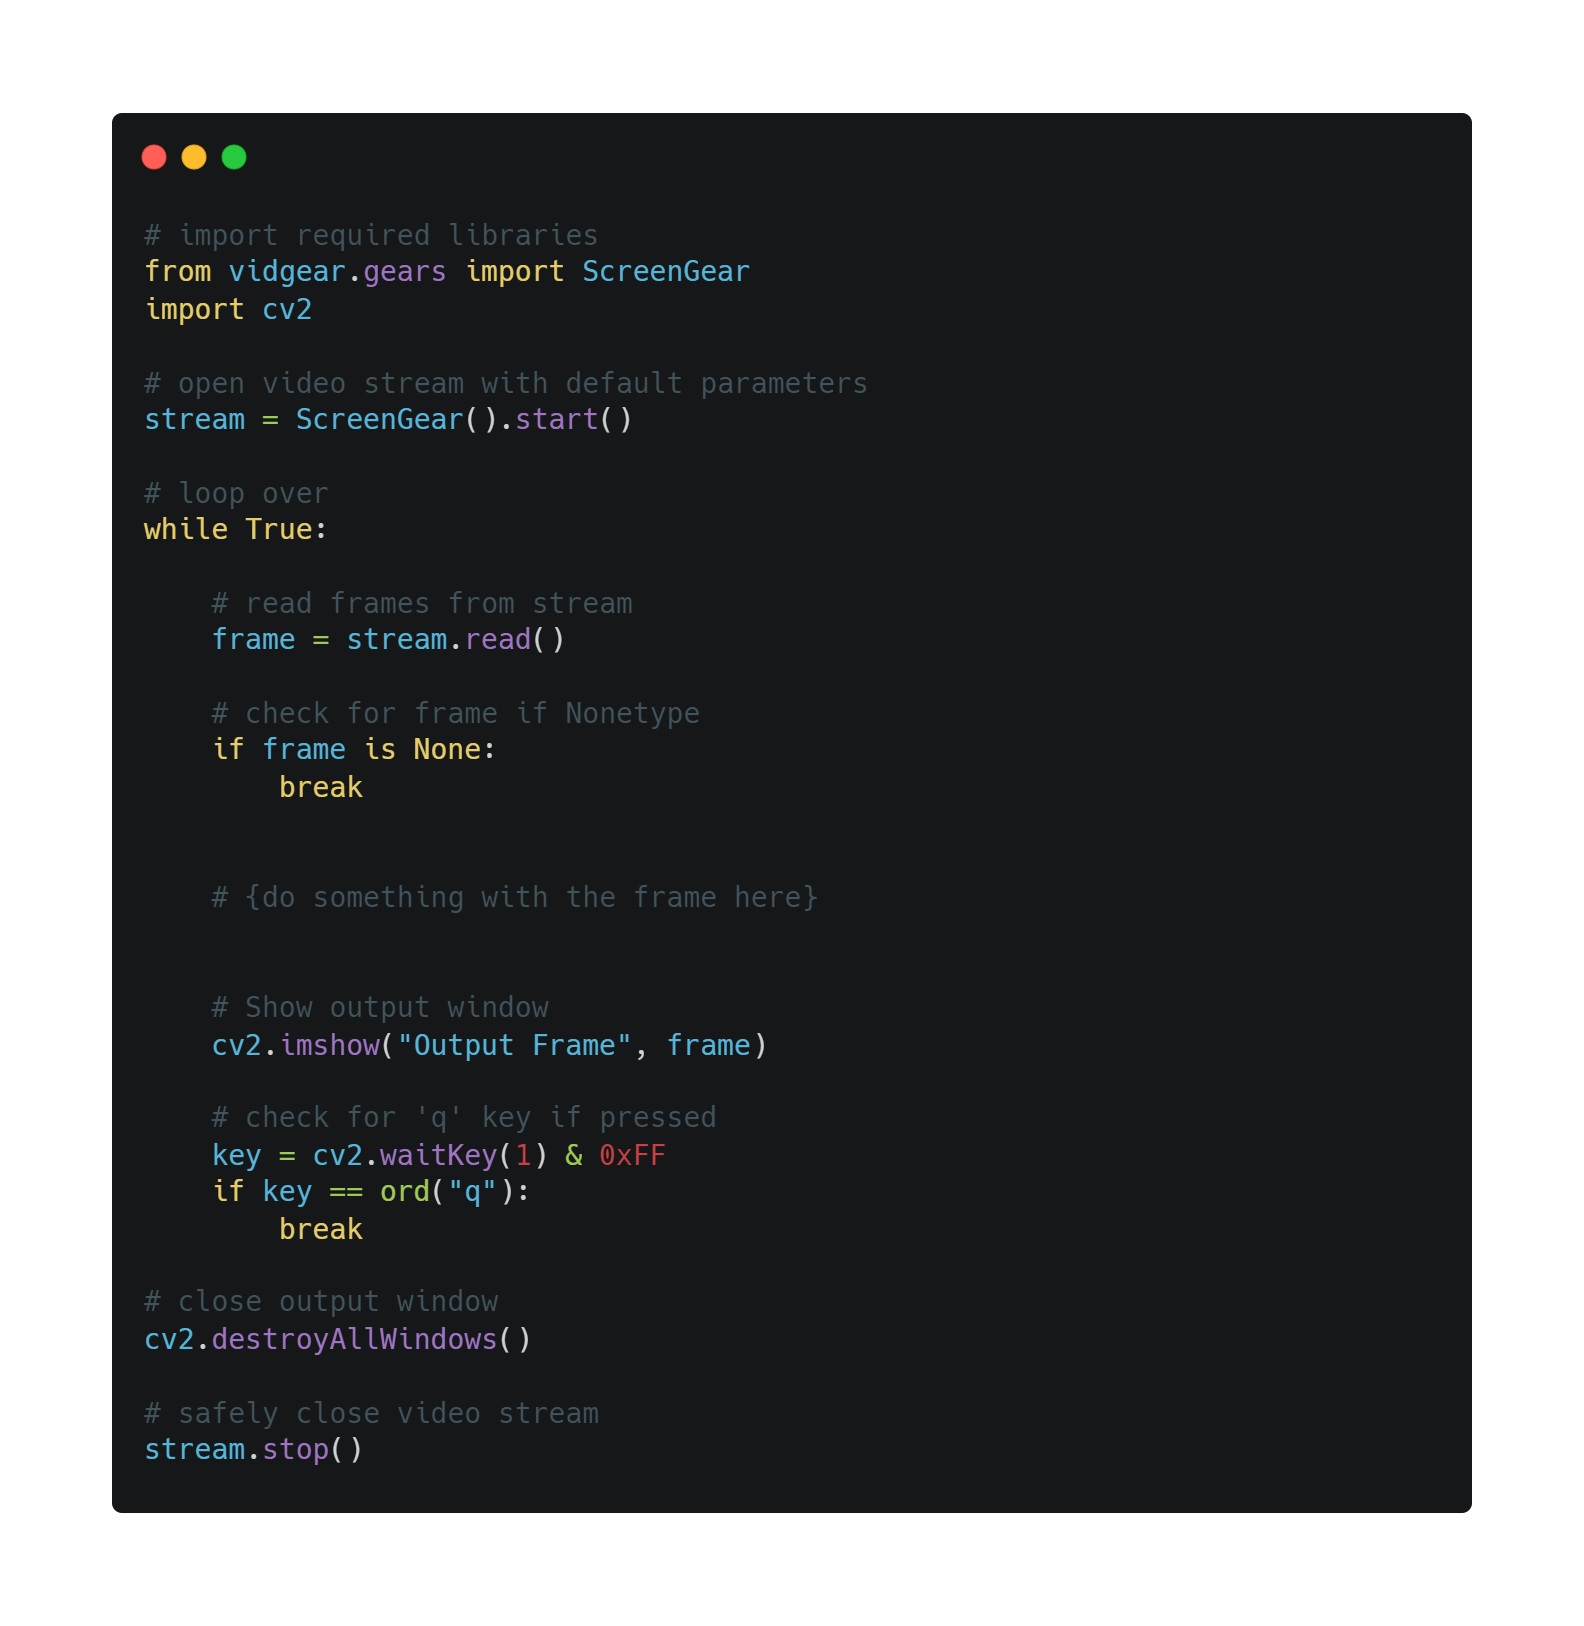 # import required libraries
from vidgear.gears import ScreenGear
import cv2

# open video stream with default parameters
stream = ScreenGear().start()

# loop over
while True:

    # read frames from stream
    frame = stream.read()

    # check for frame if Nonetype
    if frame is None:
        break


    # {do something with the frame here}


    # Show output window
    cv2.imshow("Output Frame", frame)

    # check for 'q' key if pressed
    key = cv2.waitKey(1) & 0xFF
    if key == ord("q"):
        break

# close output window
cv2.destroyAllWindows()

# safely close video stream
stream.stop()